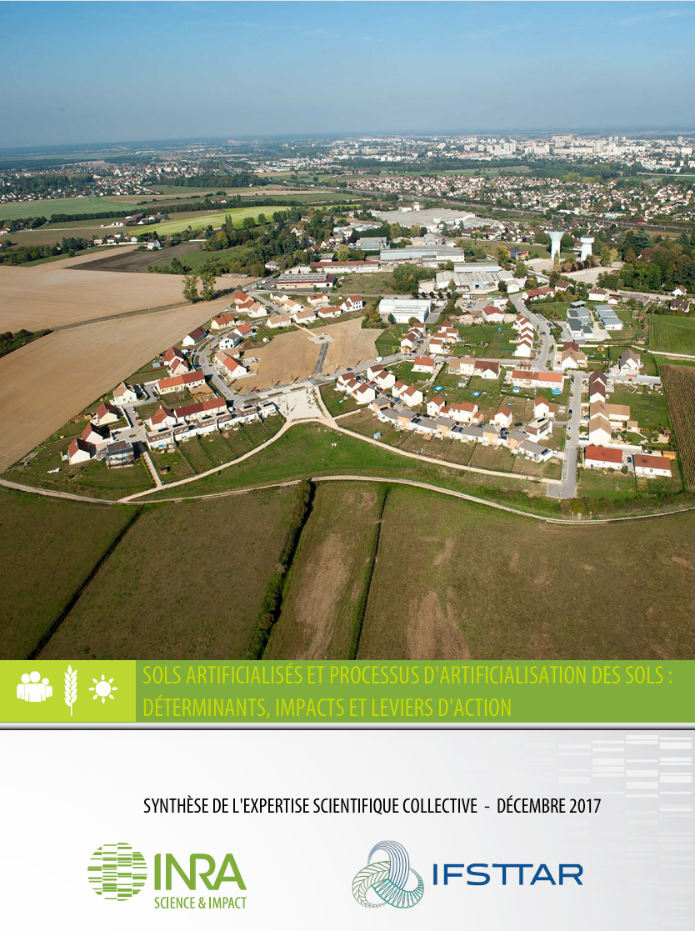 SOLS ARTIFICIALISÉS ET PROCESSUS D'ARTIFICIALISATION DES SOLS :
DÉTERMINANTS, IMPACTS ET LEVIERS D'ACTION
SYNTHÈSE DE L'EXPERTISE SCIENTIFIQUE COLLECTIVE - DÉCEMBRE 2017
INRA
SCIENCE & IMPACT
IFSTTAR